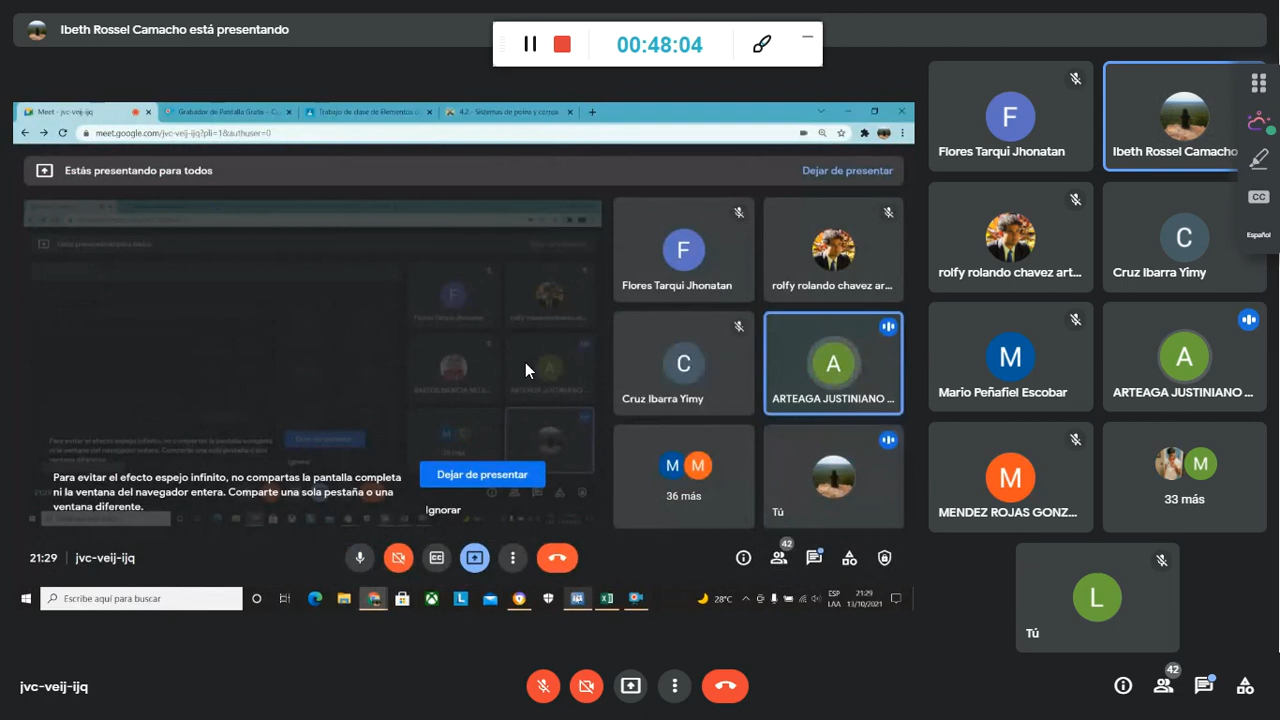 Ibeth Rossel Camacho está presentando
00:48:04
Meet - jvc-veij-ijq
Grabador de Pantalla Gratis
Trabajo de clase de Elementos
4.2.- Sistemas de polea y correa
meet.google.com/jvc-veij-ijq?pli=1&authuser=0
Estás presentando para todos
Dejar de presentar
F
Flores Tarqui Jhonatan
rolfy rolando chavez ar...
C
Cruz Ibarra Yimy
A
ARTEAGA JUSTINIANO ...
M M
36 más
Tú
Para evitar el efecto espejo infinito, no compartas la pantalla completa
ni la ventana del navegador entera. Comparte una sola pestaña o una
ventana diferente.
Dejar de presentar
Ignorar
21:29 | jvc-veij-ijq
42
Escribe aquí para buscar
28°C
ESP
LAA
21:29
13/10/2021
F
Flores Tarqui Jhonatan
Ibeth Rossel Camacho
rolfy rolando chavez art...
C
Cruz Ibarra Yimy
M
Mario Peñafiel Escobar
A
ARTEAGA JUSTINIANO ...
M
MENDEZ ROJAS GONZ...
M
33 más
L
Tú
CC
Español
jvc-veij-ijq
42